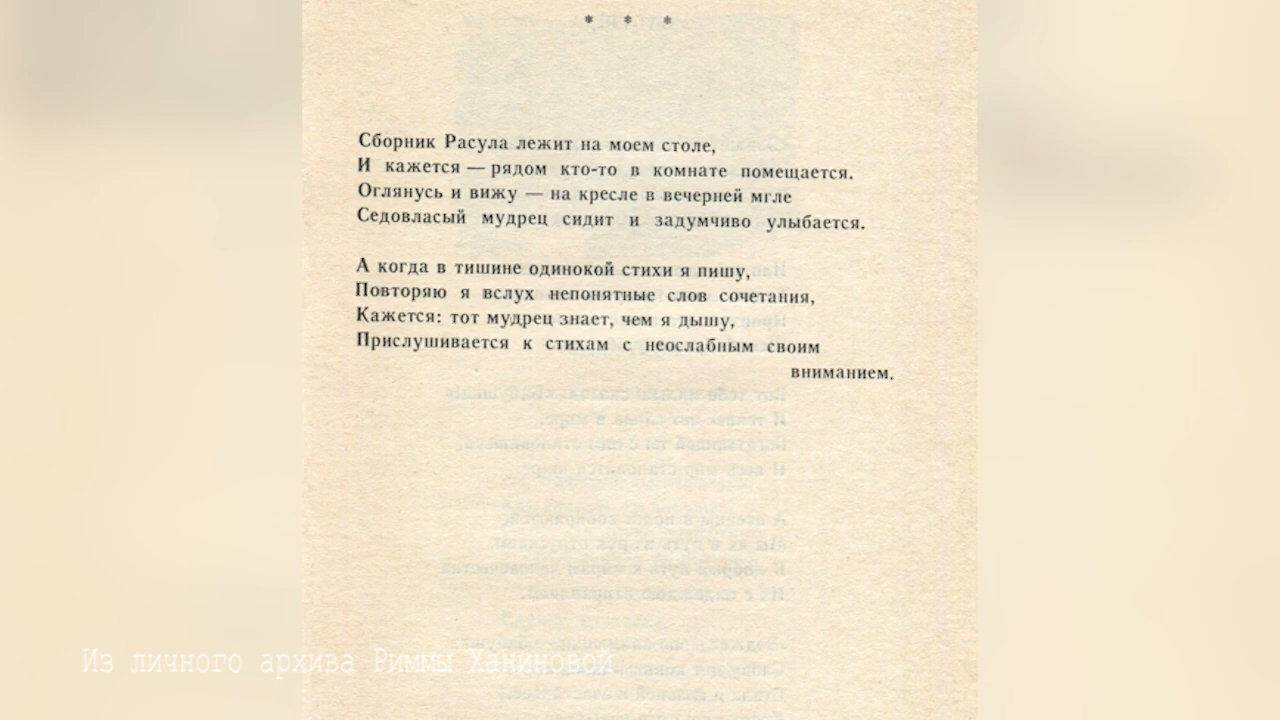 * * *
Сборник Расула лежит на моем столе,
И кажется — рядом кто-то в комнате помещается.
Оглянусь и вижу — на кресле в вечерней мгле
Седовласый мудрец сидит и задумчиво улыбается.
А когда в тишине одинокой стихи я пишу,
Повторяю я вслух непонятные слов сочетания,
Кажется: тот мудрец знает, чем я дышу,
Прислушивается к стихам с неослабным своим
вниманием.
Из личного архива Риммы Ханиновой